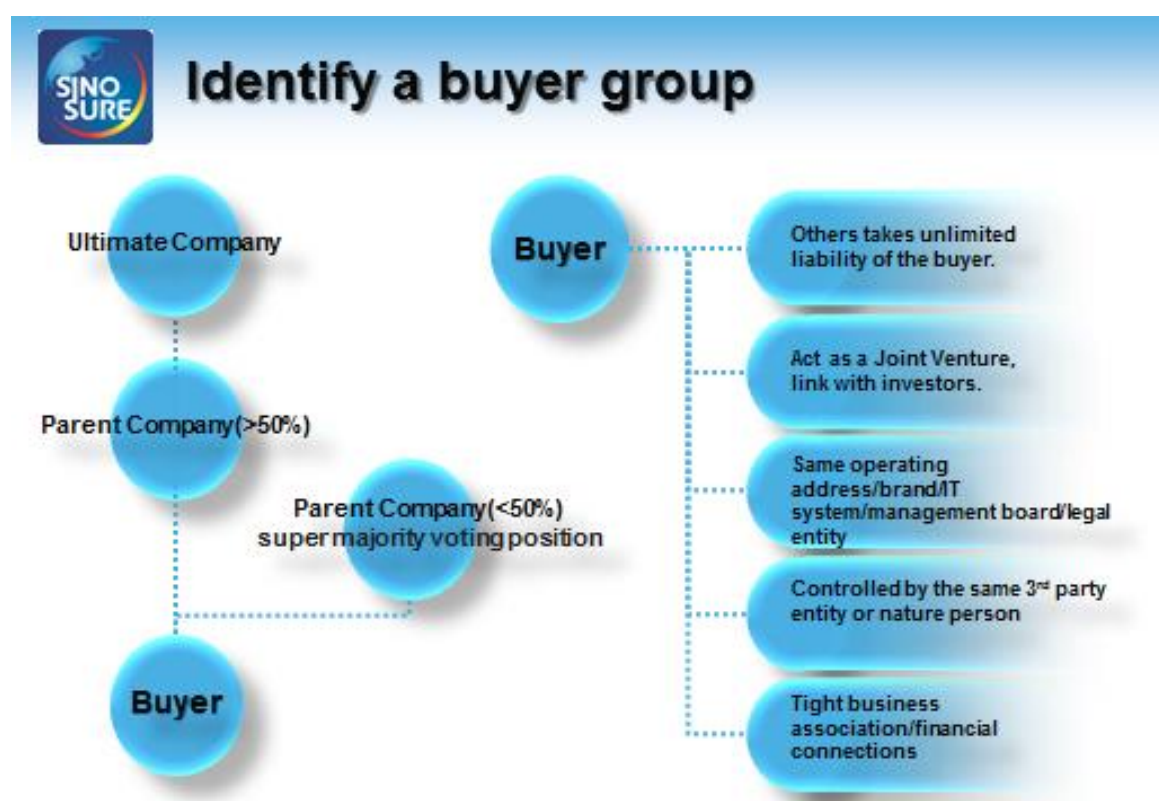 SINO
SURE
Identify a buyer group
Ultimate Company
Parent Company(>50%)
Parent Company(<50%)
supermajority voting position
Buyer
Buyer
Others takes unlimited
liability of the buyer.
Act as a Joint Venture,
link with investors.
Same operating
address/brand/IT
system/management board/legal
entity
Controlled by the same 3rd party
entity or nature person
Tight business
association/financial
connections